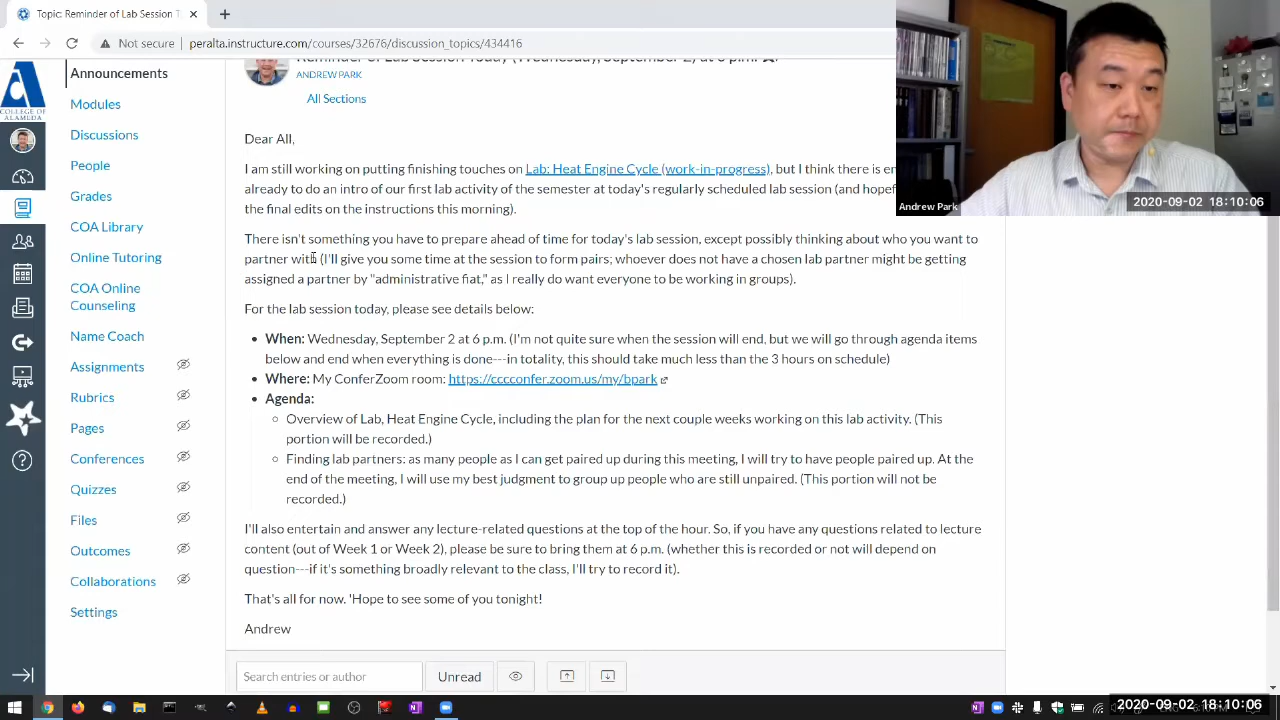 Topic: Reminder of Lab Session T
Not secure
peralta.instructure.com/courses/32676/discussion_topics/434416
Andrew Park
2020-09-02 18:10:06
COLLEGE OF ALAMEDA
Announcements
Modules
Discussions
People
Grades
COA Library
Online Tutoring
COA Online
Counseling
Name Coach
Assignments
Rubrics
Pages
Conferences
Quizzes
Files
Outcomes
Collaborations
Settings
Reminder of Lab Session Today (Wednesday, September 2) at 6 p.m.
ANDREW PARK
All Sections
Dear All,
I am still working on putting finishing touches on Lab: Heat Engine Cycle (work-in-progress), but I think there is
already to do an intro of our first lab activity of the semester at today's regularly scheduled lab session (and
the final edits on the instructions this morning).
There isn't something you have to prepare ahead of time for today's lab session, except possibly thinking about who you want to
partner with (I'll give you some time at the session to form pairs; whoever does not have a chosen lab partner might be getting
assigned a partner by "administrative fiat," as I really do want everyone to be working in groups).
For the lab session today, please see details below:
• When: Wednesday, September 2 at 6 p.m. (I'm not quite sure when the session will end, but we will go through agenda items
below and end when everything is done---in totality, this should take much less than the 3 hours on schedule)
• Where: My ConferZoom room: https://cccconfer.zoom.us/my/bpark
• Agenda:
◦ Overview of Lab, Heat Engine Cycle, including the plan for the next couple weeks working on this lab activity. (This
portion will be recorded.)
◦ Finding lab partners: as many people as I can get paired up during this meeting, I will try to have people paired up. At the
end of the meeting, I will use my best judgment to group up people who are still unpaired. (This portion will not be
recorded.)
I'll also entertain and answer any lecture-related questions at the top of the hour. So, if you have any questions related to lecture
content (out of Week 1 or Week 2), please be sure to bring them at 6 p.m. (whether this is recorded or not will depend on
question---if it's something broadly relevant to the class, I'll try to record it).
That's all for now. 'Hope to see some of you tonight!
Andrew
Search entries or author
Unread
2020-09-02 18:10:06